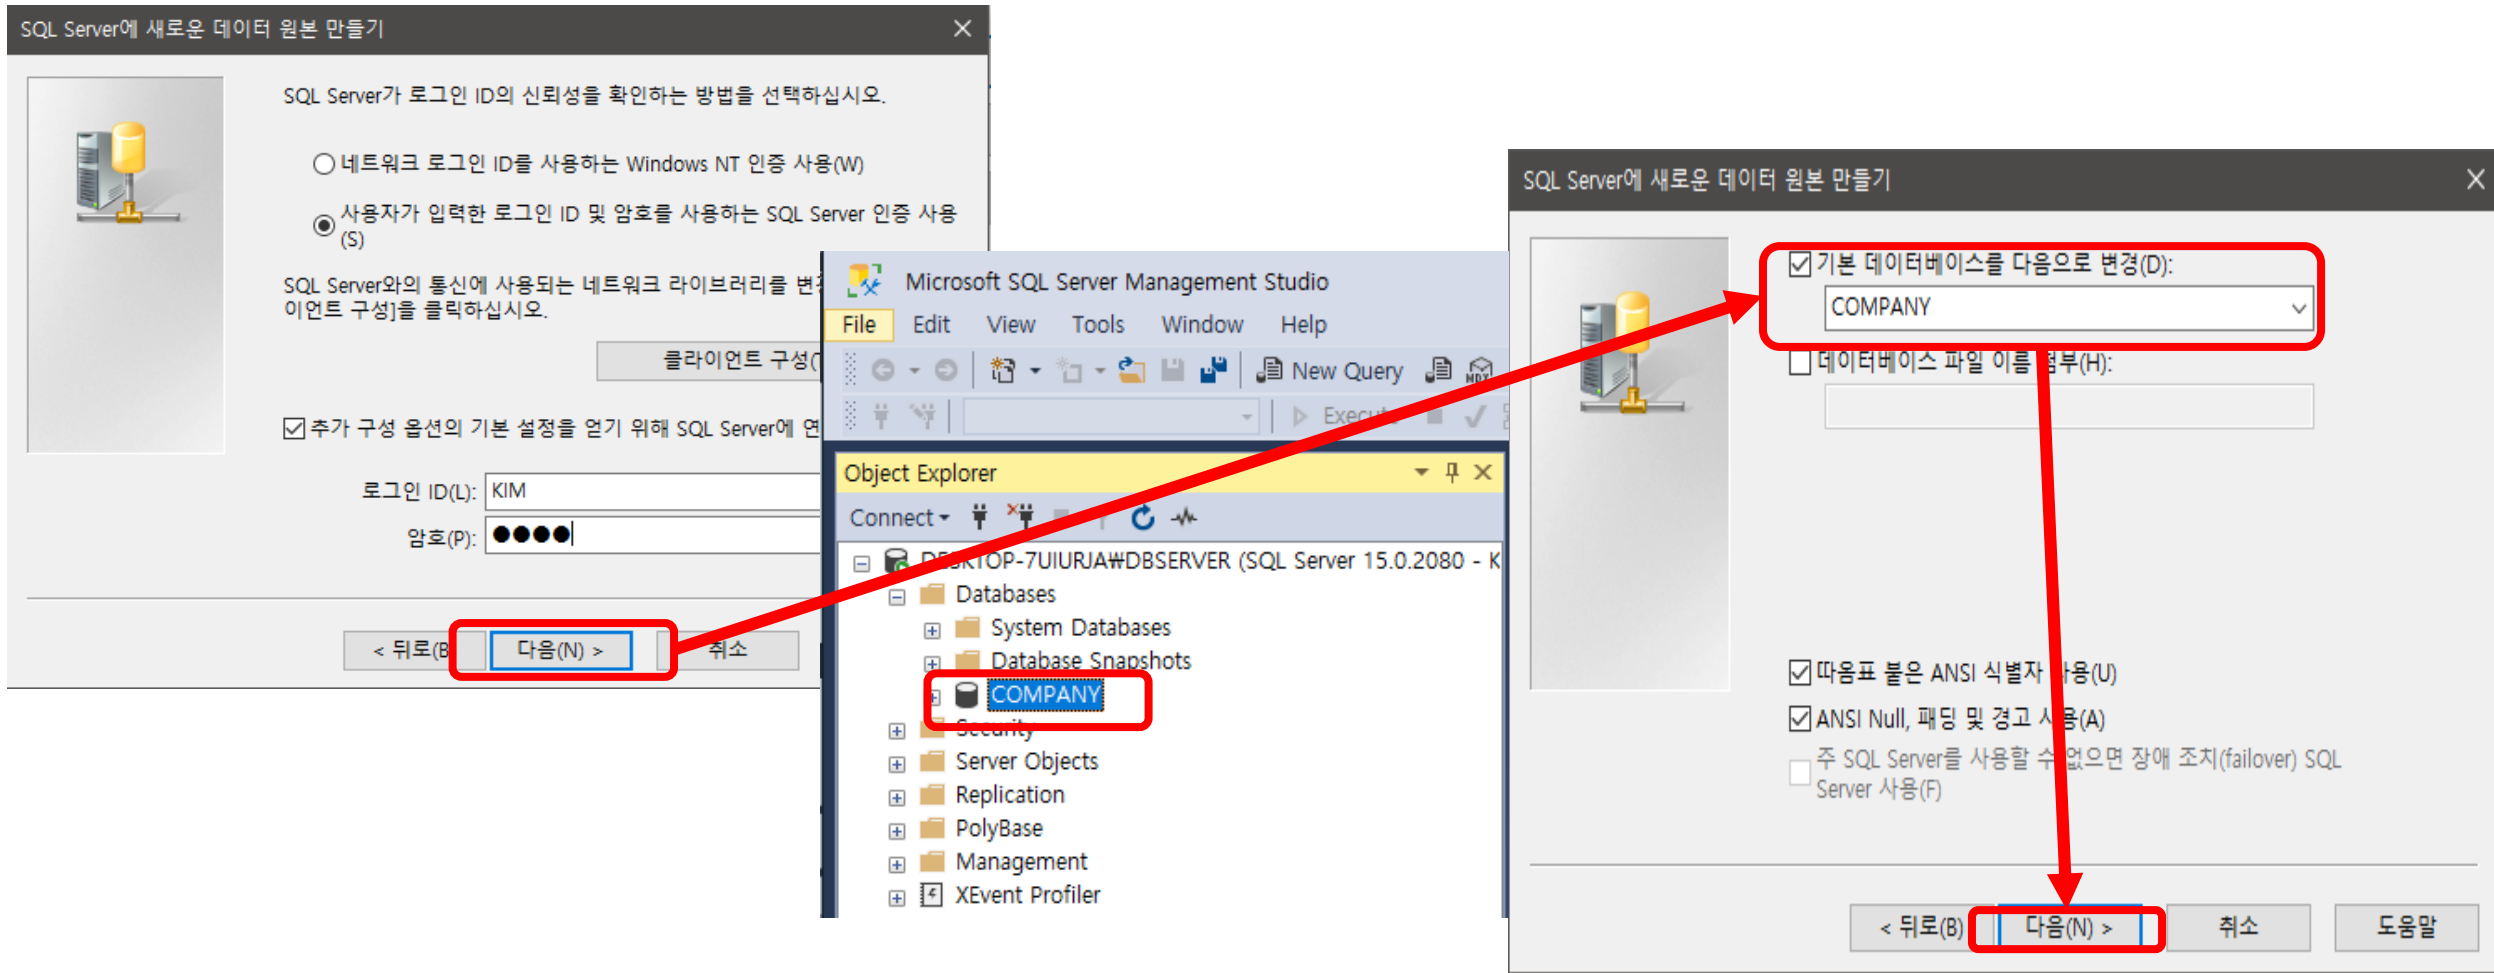 SQL Server에 새로운 데이터 원본 만들기
SQL Server가 로그인 ID의 신뢰성을 확인하는 방법을 선택하십시오.
네트워크 로그인 ID를 사용하는 Windows NT 인증 사용(W)
사용자가 입력한 로그인 ID 및 암호를 사용하는 SQL Server 인증 사용
(S)
SQL Server와의 통신에 사용되는 네트워크 라이브러리를
이언트 구성]을 클릭하십시오.
클라이언트 구성(
추가 구성 옵션의 기본 설정을 얻기 위해 SQL Server에 연
로그인 ID(L): KIM
암호(P): ●●●●
< 뒤로(B
다음(N) >
취소
Microsoft SQL Server Management Studio
File Edit View Tools Window Help
New Query
MDX
Execute
Object Explorer
Connect
DESKTOP-7UIURJA₩DBSERVER (SQL Server 15.0.2080 - K
Databases
System Databases
Database Snapshots
COMPANY
Security
Server Objects
Replication
PolyBase
Management
XEvent Profiler
SQL Server에 새로운 데이터 원본 만들기
기본 데이터베이스를 다음으로 변경(D):
COMPANY
데이터베이스 파일 이름 첨부(H):
따옴표 붙은 ANSI 식별자 사용(U)
ANSI Null, 패딩 및 경고 사용(A)
주 SQL Server를 사용할 수 없으면 장애 조치(failover) SQL
Server 사용(F)
< 뒤로(B)
다음(N) >
취소
도움말